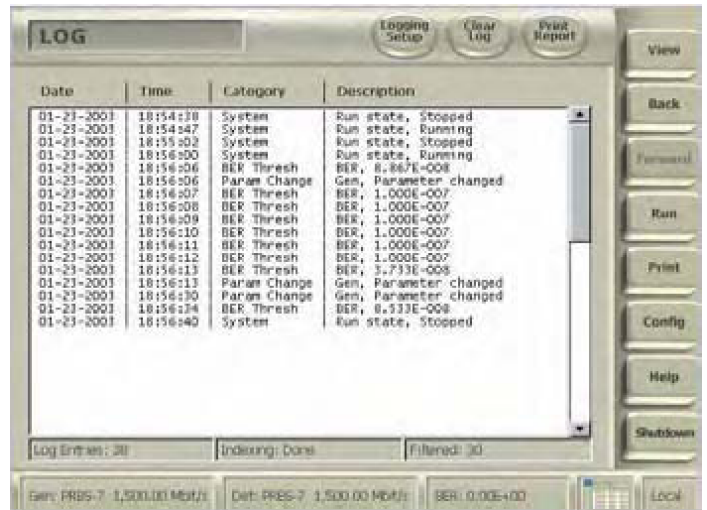 LOG
Logging Setup
Clear Log
Print Report
View
Back
Forward
Run
Print
Config
Help
Shutdown
Date Time Category Description
01-23-2003 18:54:38 System Run state, Stopped
01-23-2003 18:54:47 System Run state, Running
01-23-2003 18:55:02 System Run state, Stopped
01-23-2003 18:56:00 System Run state, Running
01-23-2003 18:56:06 BER Thresh BER, 8.867E-008
01-23-2003 18:56:06 Param Change Gen, Parameter changed
01-23-2003 18:56:07 BER Thresh BER, 1.000E-007
01-23-2003 18:56:08 BER Thresh BER, 1.000E-007
01-23-2003 18:56:09 BER Thresh BER, 1.000E-007
01-23-2003 18:56:10 BER Thresh BER, 1.000E-007
01-23-2003 18:56:11 BER Thresh BER, 1.000E-007
01-23-2003 18:56:12 BER Thresh BER, 1.000E-007
01-23-2003 18:56:13 BER Thresh BER, 3.733E-008
01-23-2003 18:56:13 Param Change Gen, Parameter changed
01-23-2003 18:56:30 Param Change Gen, Parameter changed
01-23-2003 18:56:34 BER Thresh BER, 8.533E-008
01-23-2003 18:56:40 System Run state, Stopped
Log Entries: Indexing: Done Filtered: 30
Gen: PRBS-7 1,500.00 Mbit/s Det: PRBS-7 1,500.00 Mbit/s BER: 0.00E+00 Local